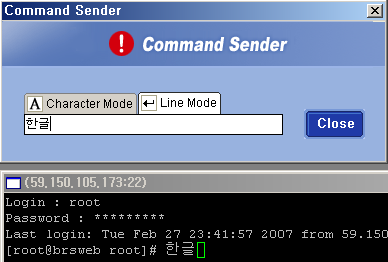 Command Sender
Command Sender
A Character Mode
Line Mode
한글
Close
(59.150.105.173:22)
Login : root
Password : *********
Last login: Tue Feb 27 23:41:57 2007 from 59.150
[root@brsweb root]# 한글